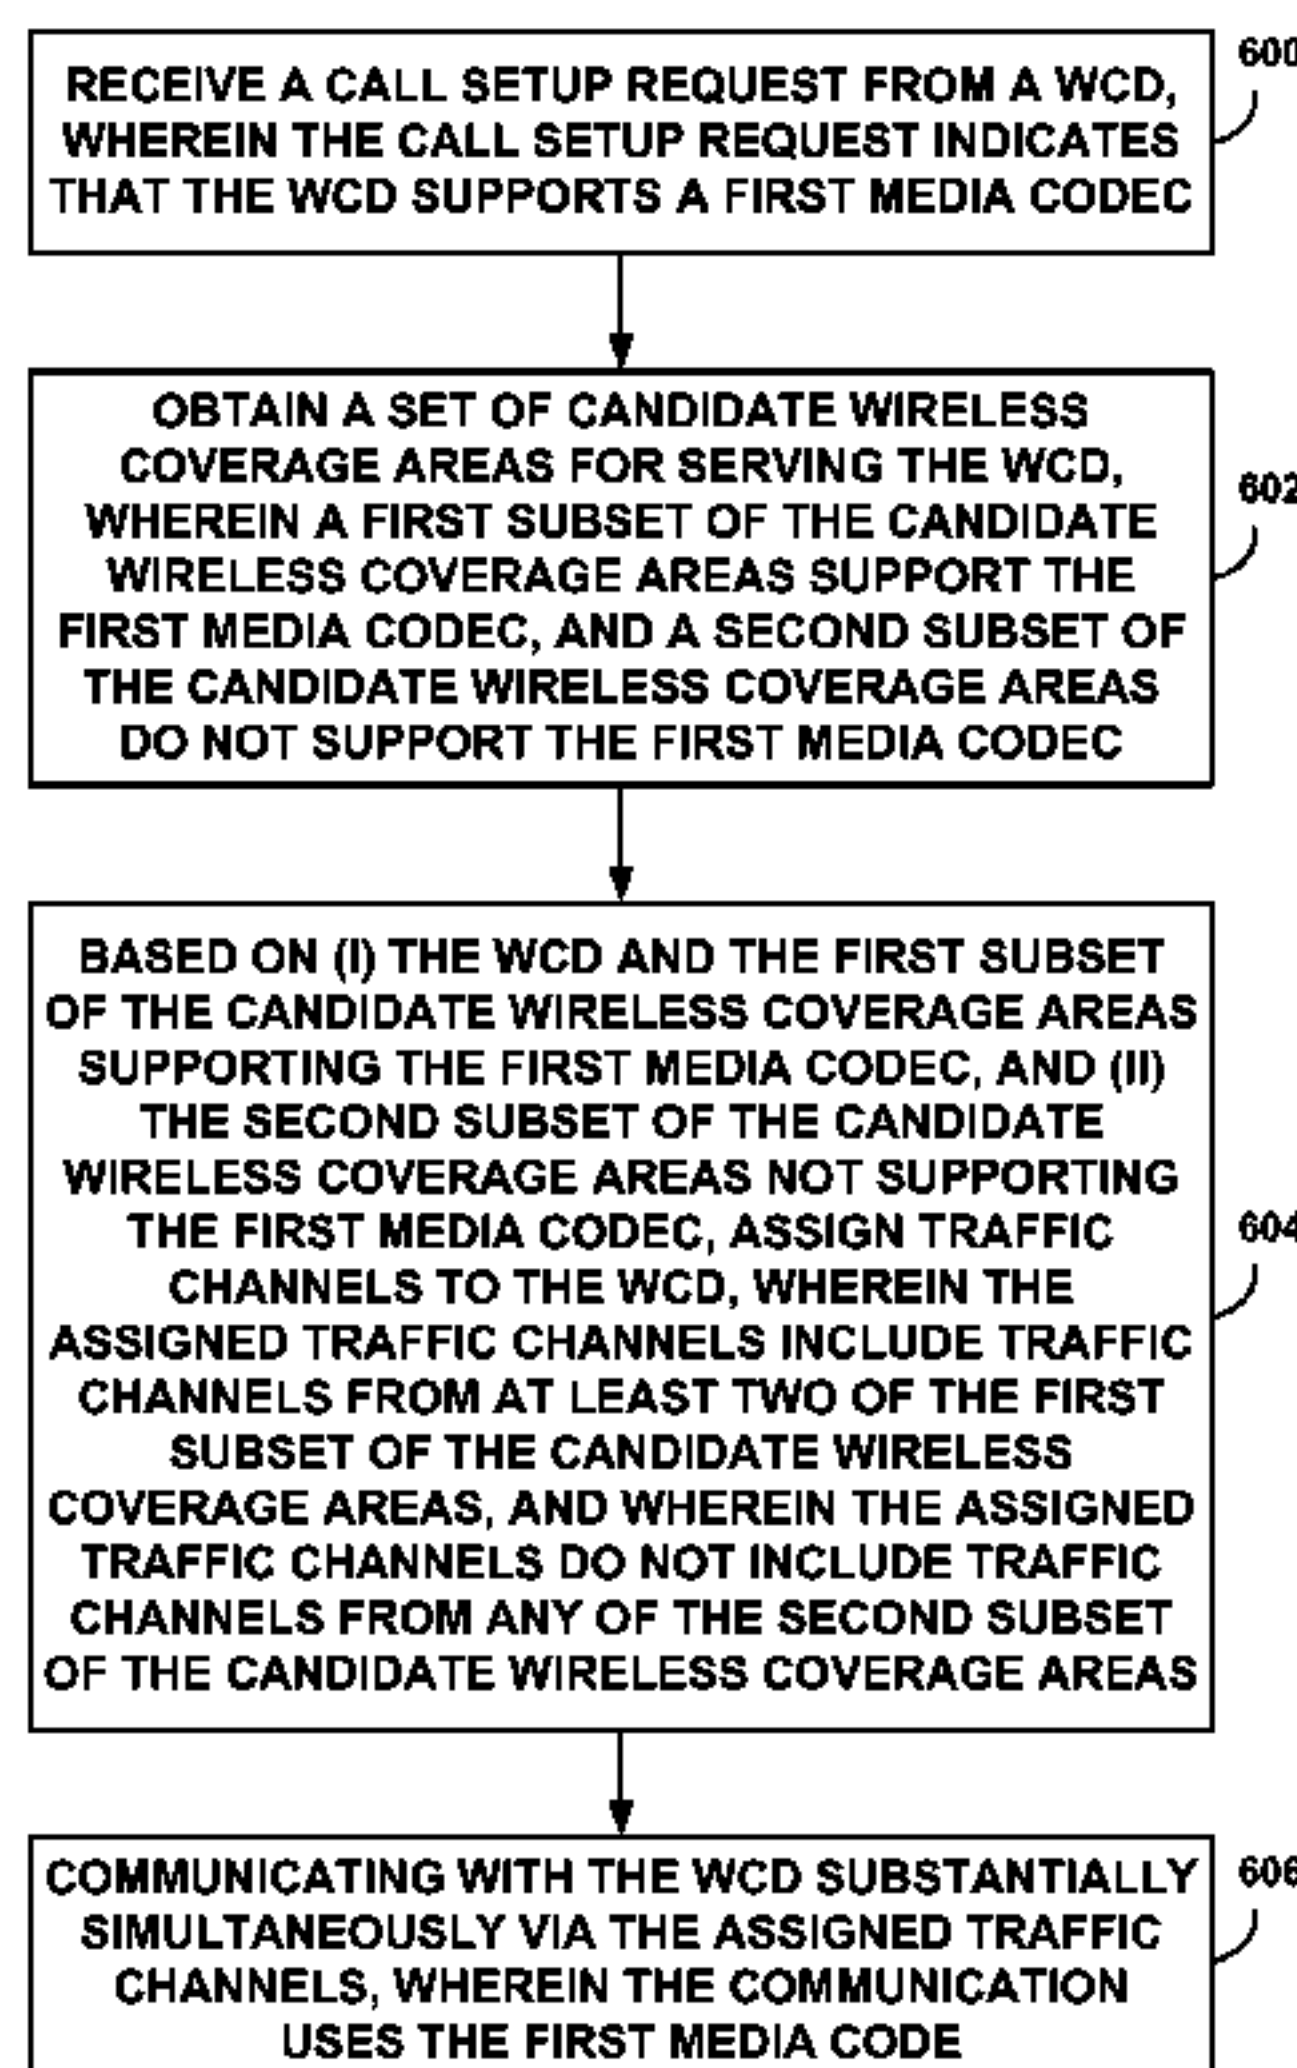 RECEIVE A CALL SETUP REQUEST FROM A WCD,
WHEREIN THE CALL SETUP REQUEST INDICATES
THAT THE WCD SUPPORTS A FIRST MEDIA CODEC
600
OBTAIN A SET OF CANDIDATE WIRELESS
COVERAGE AREAS FOR SERVING THE WCD,
WHEREIN A FIRST SUBSET OF THE CANDIDATE
WIRELESS COVERAGE AREAS SUPPORT THE
FIRST MEDIA CODEC, AND A SECOND SUBSET OF
THE CANDIDATE WIRELESS COVERAGE AREAS
DO NOT SUPPORT THE FIRST MEDIA CODEC
602
BASED ON (I) THE WCD AND THE FIRST SUBSET
OF THE CANDIDATE WIRELESS COVERAGE AREAS
SUPPORTING THE FIRST MEDIA CODEC, AND (II)
THE SECOND SUBSET OF THE CANDIDATE
WIRELESS COVERAGE AREAS NOT SUPPORTING
THE FIRST MEDIA CODEC, ASSIGN TRAFFIC
CHANNELS TO THE WCD, WHEREIN THE
ASSIGNED TRAFFIC CHANNELS INCLUDE TRAFFIC
CHANNELS FROM AT LEAST TWO OF THE FIRST
SUBSET OF THE CANDIDATE WIRELESS
COVERAGE AREAS, AND WHEREIN THE ASSIGNED
TRAFFIC CHANNELS DO NOT INCLUDE TRAFFIC
CHANNELS FROM ANY OF THE SECOND SUBSET
OF THE CANDIDATE WIRELESS COVERAGE AREAS
604
COMMUNICATING WITH THE WCD SUBSTANTIALLY
SIMULTANEOUSLY VIA THE ASSIGNED TRAFFIC
CHANNELS, WHEREIN THE COMMUNICATION
USES THE FIRST MEDIA CODE
606